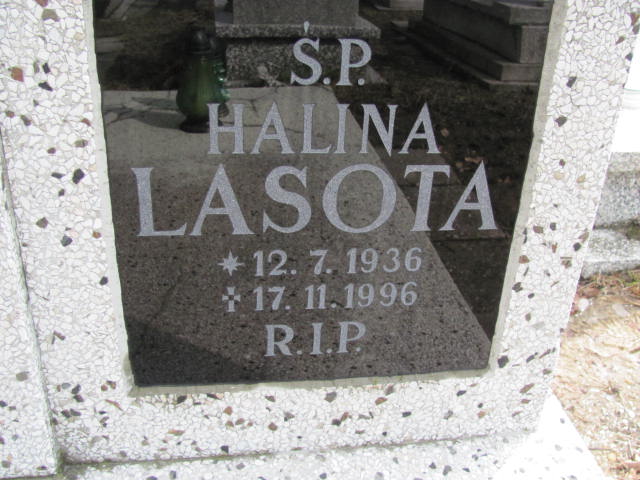 Ś.P.
HALINA
LASOTA
* 12. 7. 1936
✝ 17. 11. 1996
R.I.P.